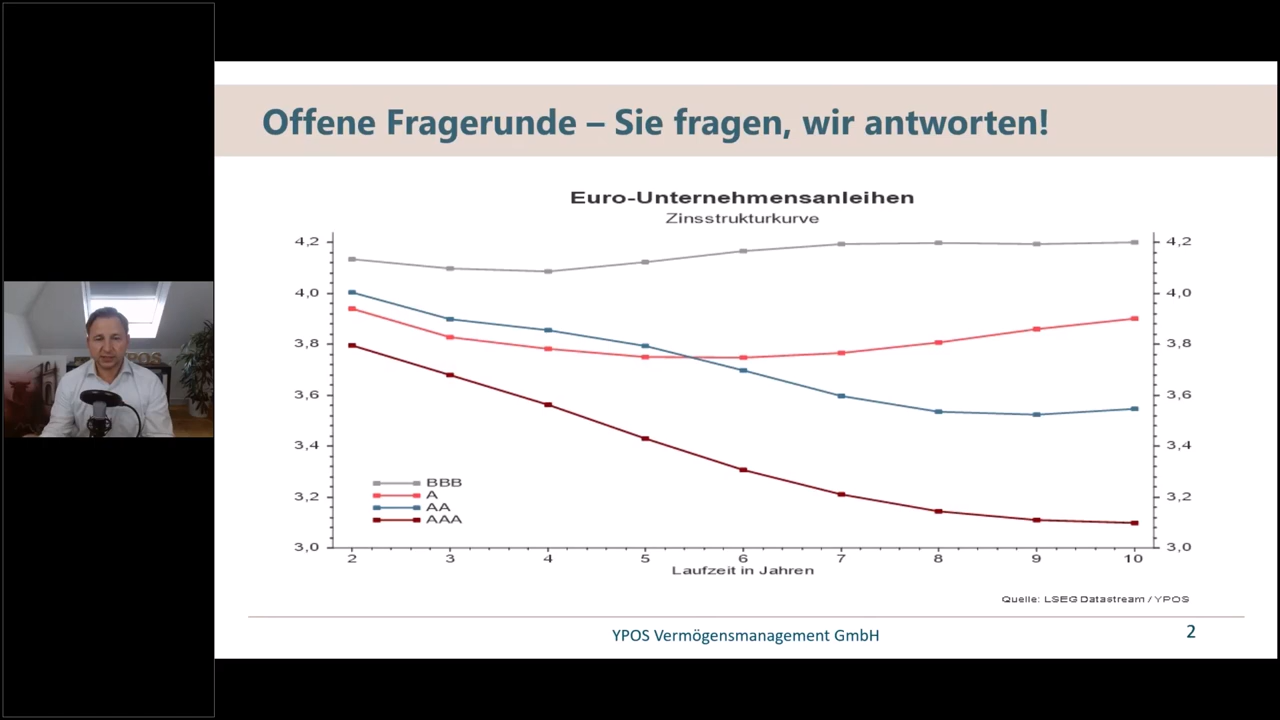 Offene Fragerunde – Sie fragen, wir antworten!
Euro-Unternehmensanleihen
Zinsstrukturkurve
4,2
4,0
3,8
3,6
3,4
3,2
3,0
4,2
4,0
3,8
3,6
3,4
3,2
3,0
BBB
A
AA
AAA
2 3 4 5 6 7 8 9 10
Laufzeit in Jahren
Quelle: LSEG Datastream / YPOS
YPOS Vermögensmanagement GmbH
2
YPOS